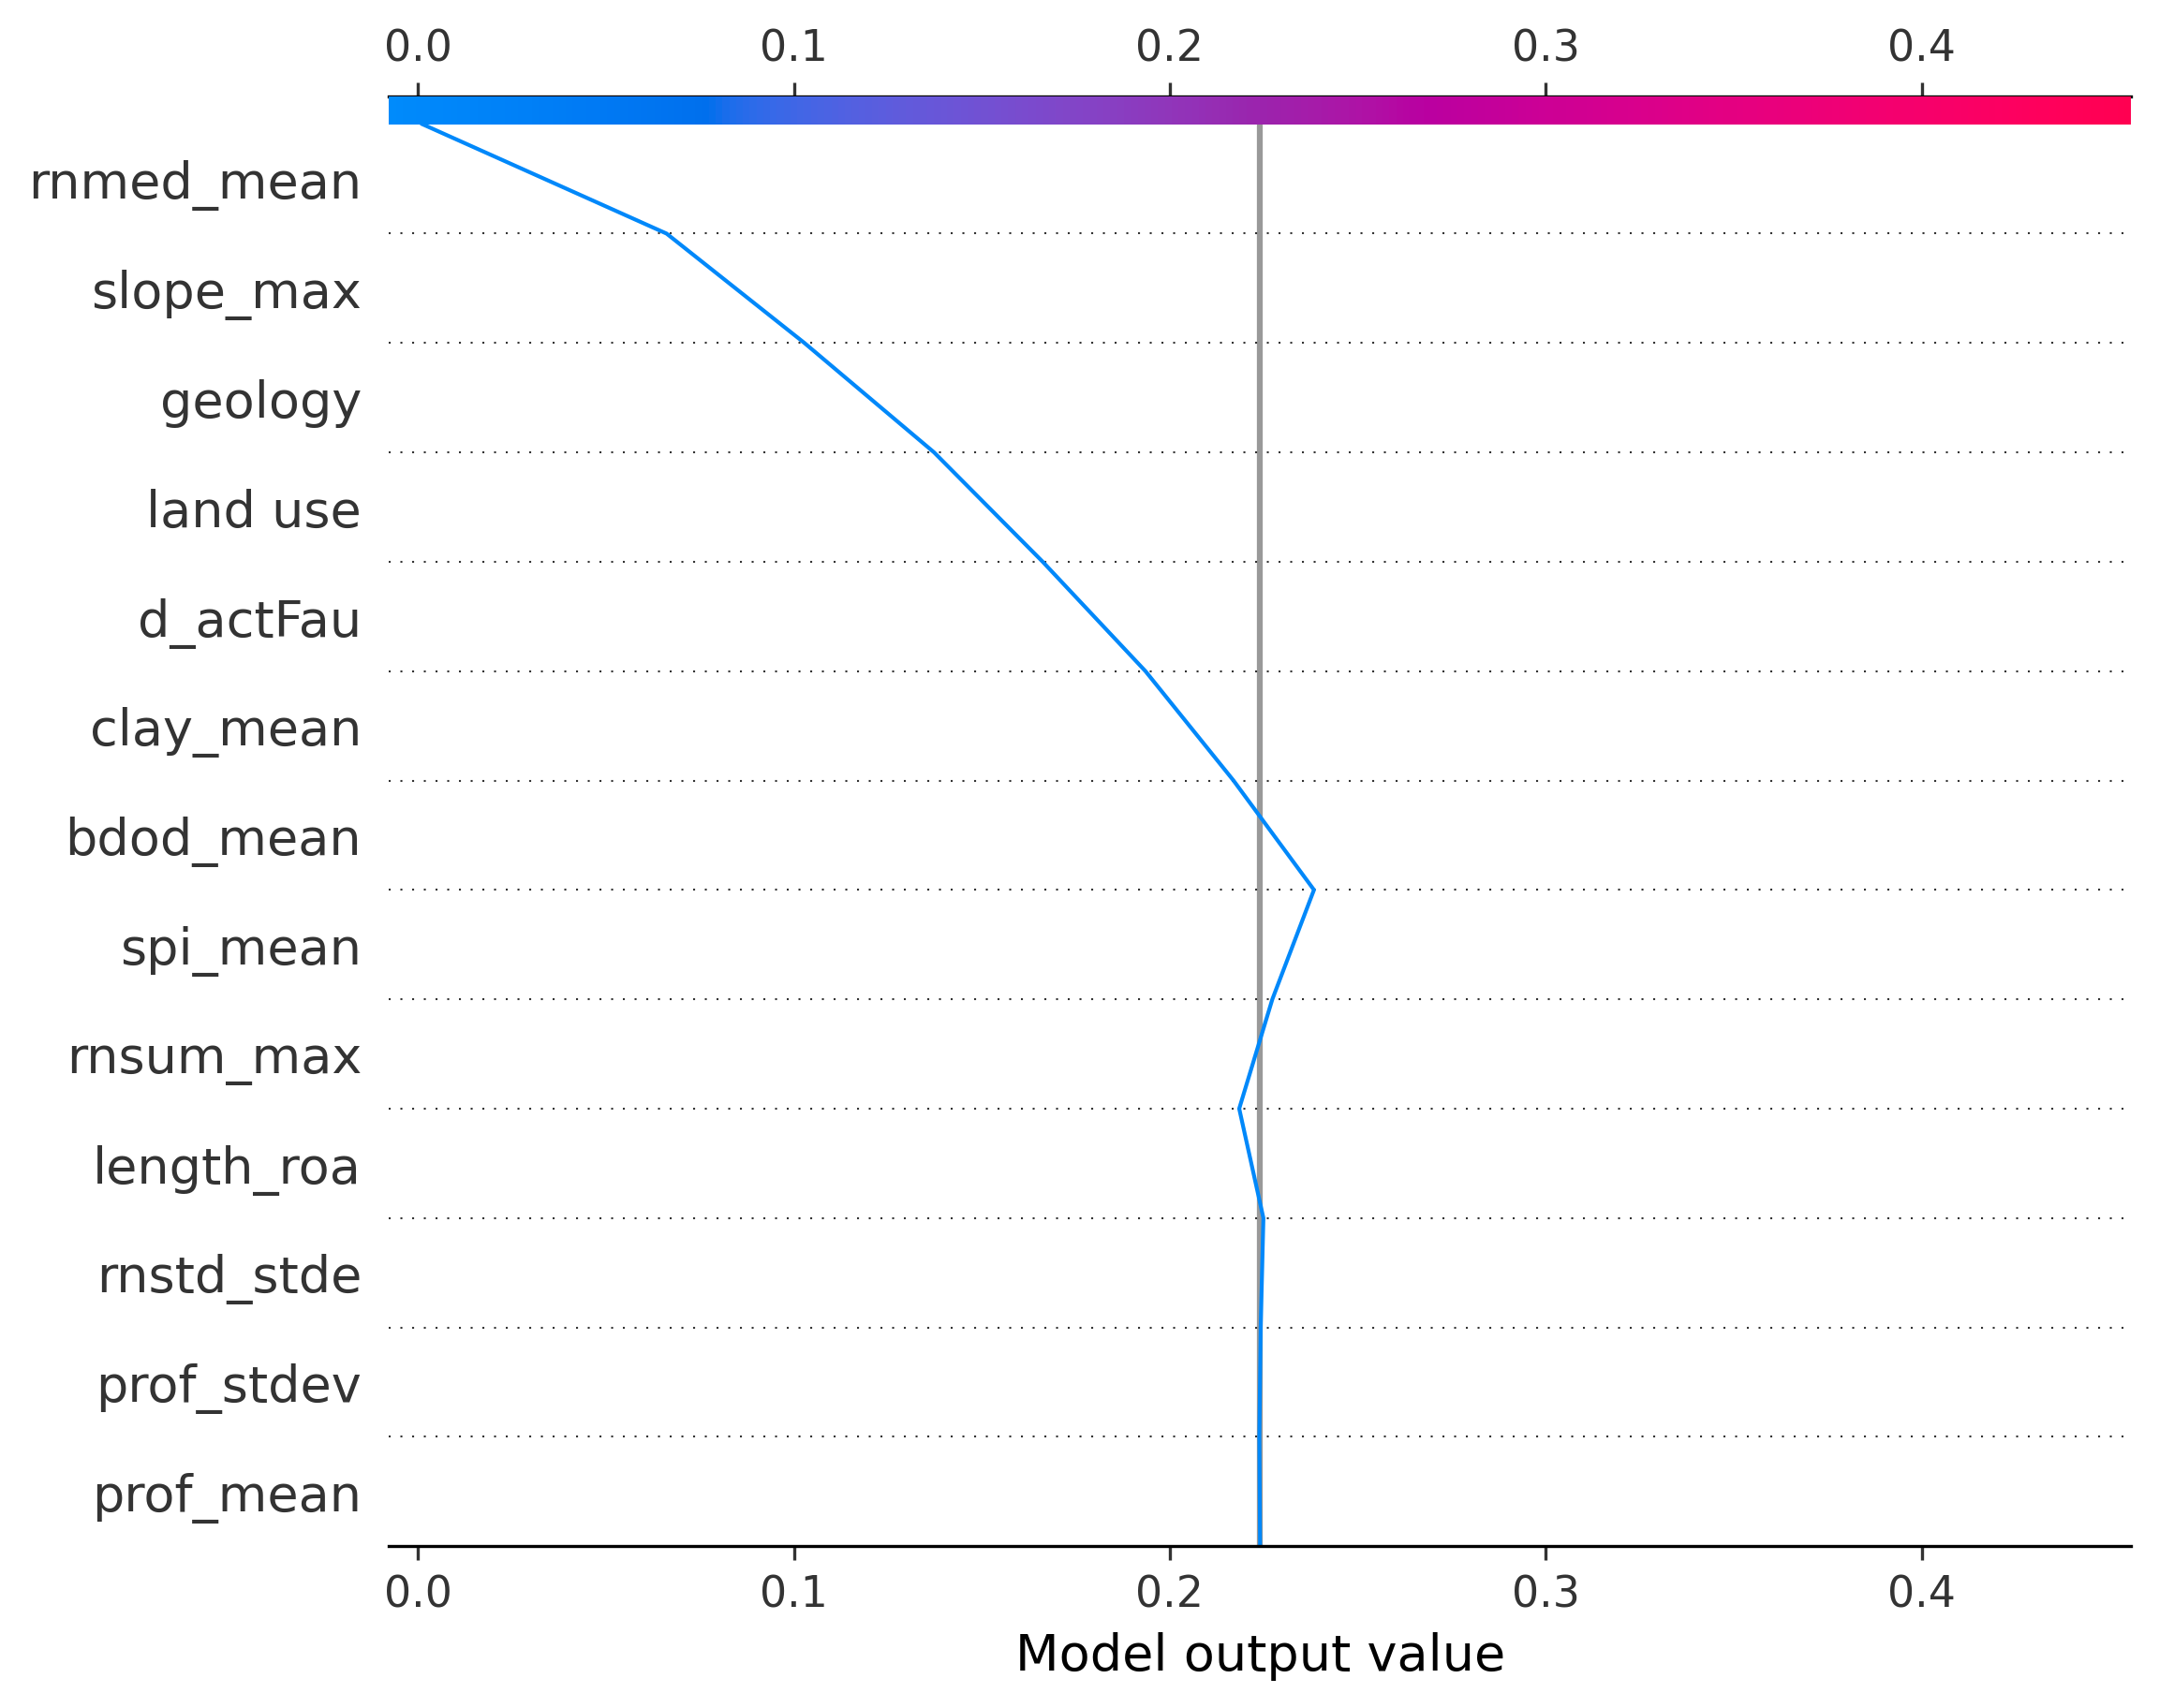 0.0 0.1 0.2 0.3 0.4
rnmed_mean
slope_max
geology
land use
d_actFau
clay_mean
bdod_mean
spi_mean
rnsum_max
length_roa
rnstd_stde
prof_stdev
prof_mean
0.0 0.1 0.2 0.3 0.4
Model output value